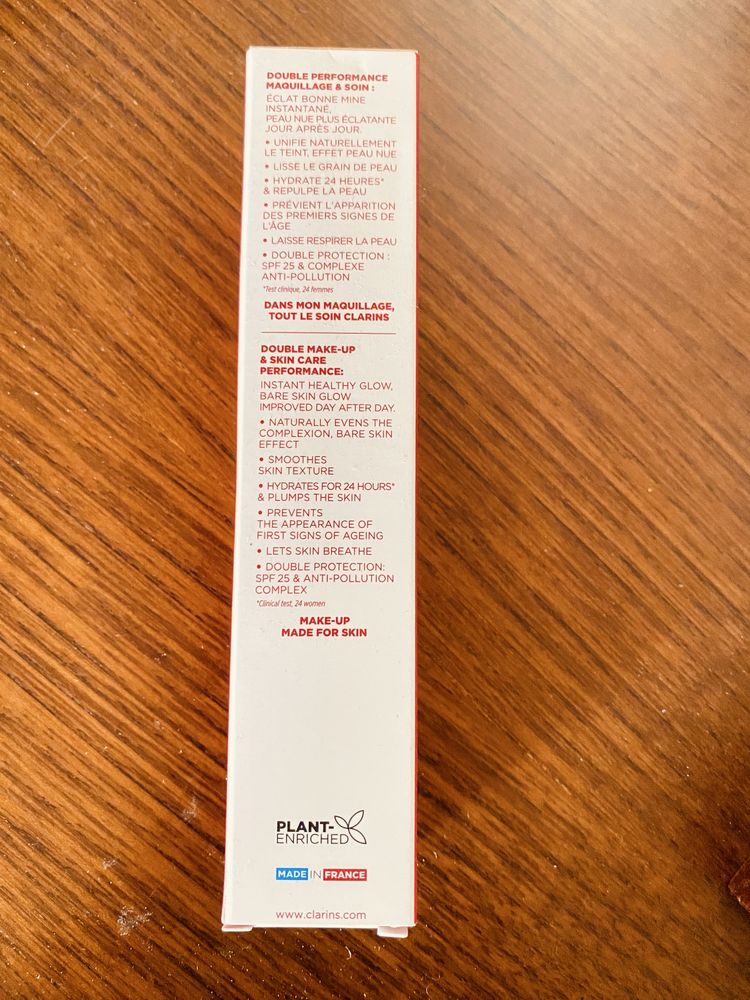 DOUBLE PERFORMANCE
MAQUILLAGE & SOIN :
ÉCLAT BONNE MINE
INSTANTANÉ,
PEAU NUE PLUS ÉCLATANTE
JOUR APRÈS JOUR.
• UNIFIE NATURELLEMENT
LE TEINT, EFFET PEAU NUE
• LISSE LE GRAIN DE PEAU
• HYDRATE 24 HEURES*
& REPULPE LA PEAU
• PRÉVIENT L'APPARITION
DES PREMIERS SIGNES DE
L'ÂGE
• LAISSE RESPIRER LA PEAU
• DOUBLE PROTECTION :
SPF 25 & COMPLEXE
ANTI-POLLUTION
*Test clinique, 24 femmes
DANS MON MAQUILLAGE,
TOUT LE SOIN CLARINS
DOUBLE MAKE-UP
& SKIN CARE
PERFORMANCE:
INSTANT HEALTHY GLOW,
BARE SKIN GLOW
IMPROVED DAY AFTER DAY.
• NATURALLY EVENS THE
COMPLEXION, BARE SKIN
EFFECT
• SMOOTHES
SKIN TEXTURE
• HYDRATES FOR 24 HOURS*
& PLUMPS THE SKIN
• PREVENTS
THE APPEARANCE OF
FIRST SIGNS OF AGEING
• LETS SKIN BREATHE
• DOUBLE PROTECTION:
SPF 25 & ANTI-POLLUTION
COMPLEX
*Clinical test, 24 women
MAKE-UP
MADE FOR SKIN
PLANT-
ENRICHED
MADE IN FRANCE
www.clarins.com